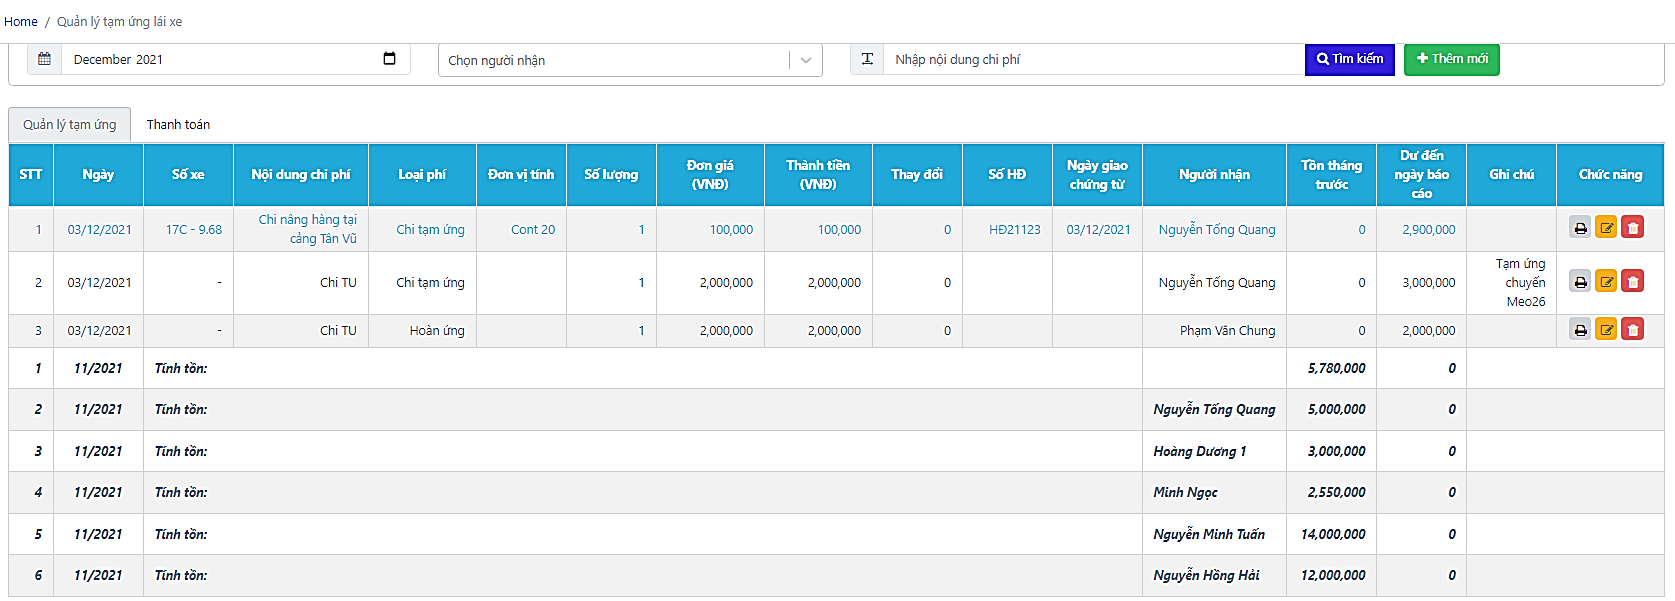 Home / Quản lý tạm ứng lái xe
December 2021 Chọn người nhận Nhập nội dung chi phí Tìm kiếm Thêm mới
Quản lý tạm ứng Thanh toán
STT Ngày Số xe Nội dung chi phí Loại phí Đơn vị tính Số lượng Đơn giá (VNĐ) Thành tiền (VNĐ) Thay đổi Số HĐ Ngày giao chứng từ Người nhận Tồn tháng trước Dư đến ngày báo cáo Ghi chú Chức năng
1 03/12/2021 17C - 9.68 Chi nâng hàng tại cảng Tân Vũ Chi tạm ứng Cont 20 1 100,000 100,000 0 HĐ21123 03/12/2021 Nguyễn Tống Quang 0 2,900,000
2 03/12/2021 - Chi TU Chi tạm ứng 1 2,000,000 2,000,000 0 Nguyễn Tống Quang 0 3,000,000 Tạm ứng chuyến Meo26
3 03/12/2021 - Chi TU Hoàn ứng 1 2,000,000 2,000,000 0 Phạm Văn Chung 0 2,000,000
1 11/2021 Tính tồn: 5,780,000 0
2 11/2021 Tính tồn: Nguyễn Tống Quang 5,000,000 0
3 11/2021 Tính tồn: Hoàng Dương 1 3,000,000 0
4 11/2021 Tính tồn: Minh Ngọc 2,550,000 0
5 11/2021 Tính tồn: Nguyễn Minh Tuấn 14,000,000 0
6 11/2021 Tính tồn: Nguyễn Hồng Hải 12,000,000 0